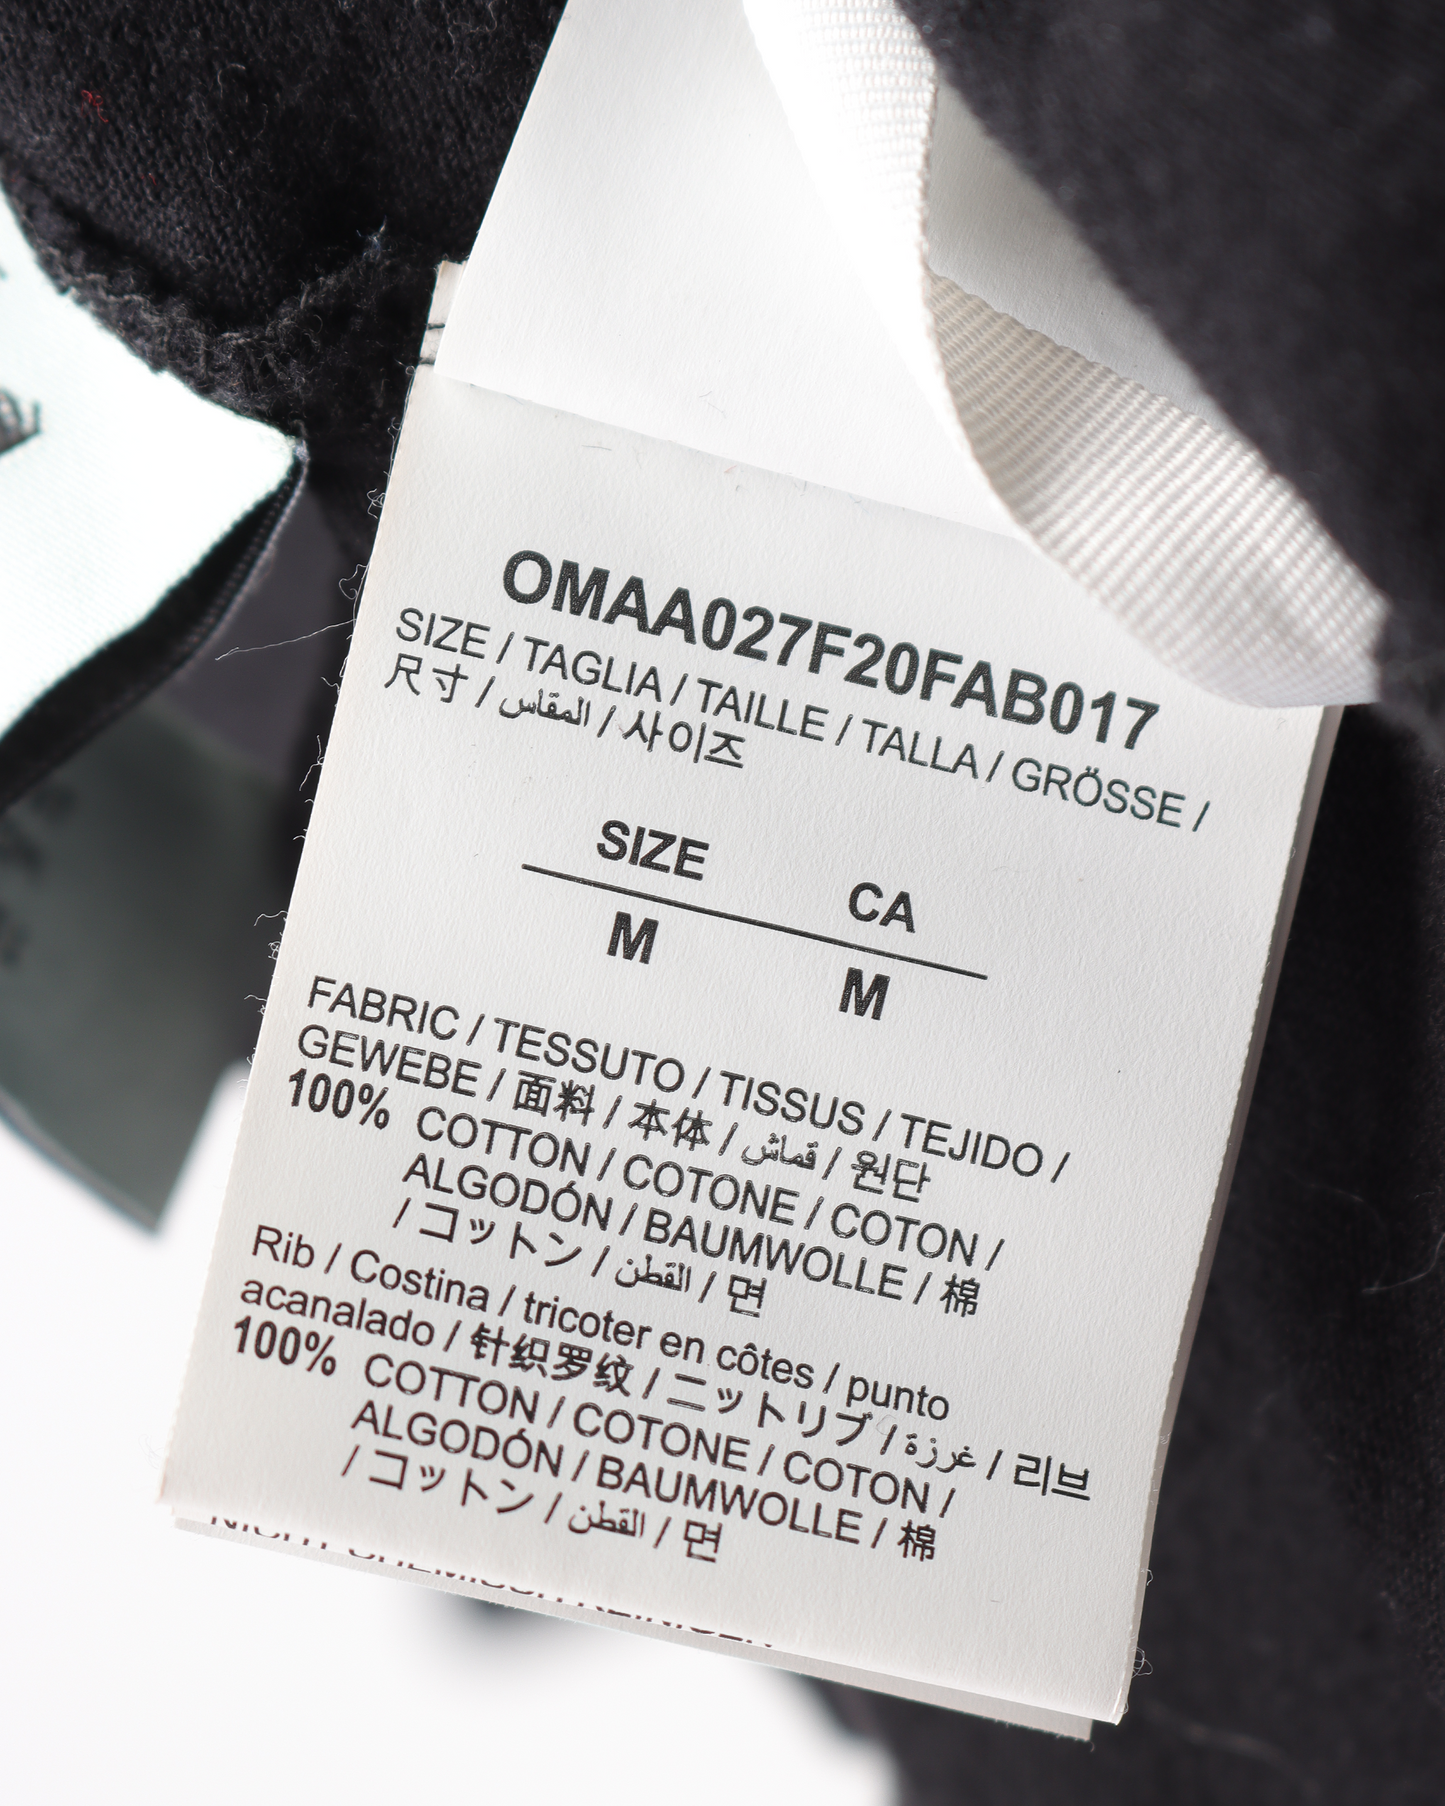 OMAA027F20FAB017
SIZE / TAGLIA / TAILLE / TALLA / GRÖSSE /
尺寸 / المقاس / 사이즈
SIZE CA
M M
FABRIC / TESSUTO / TISSUS / TEJIDO /
GEWEBE / 面料 / 本体 / قماش / 원단
100% COTTON / COTONE / COTON /
ALGODÓN / BAUMWOLLE / 棉
/ コットン / القطن / 면
Rib / Costina / tricoter en côtes / punto
acanalado / 针织罗纹 / ニットリブ / غرزة / 리브
100% COTTON / COTONE / COTON /
ALGODÓN / BAUMWOLLE / 棉
/ コットン / القطن / 면
NICHT CHEMISCH REINIGEN